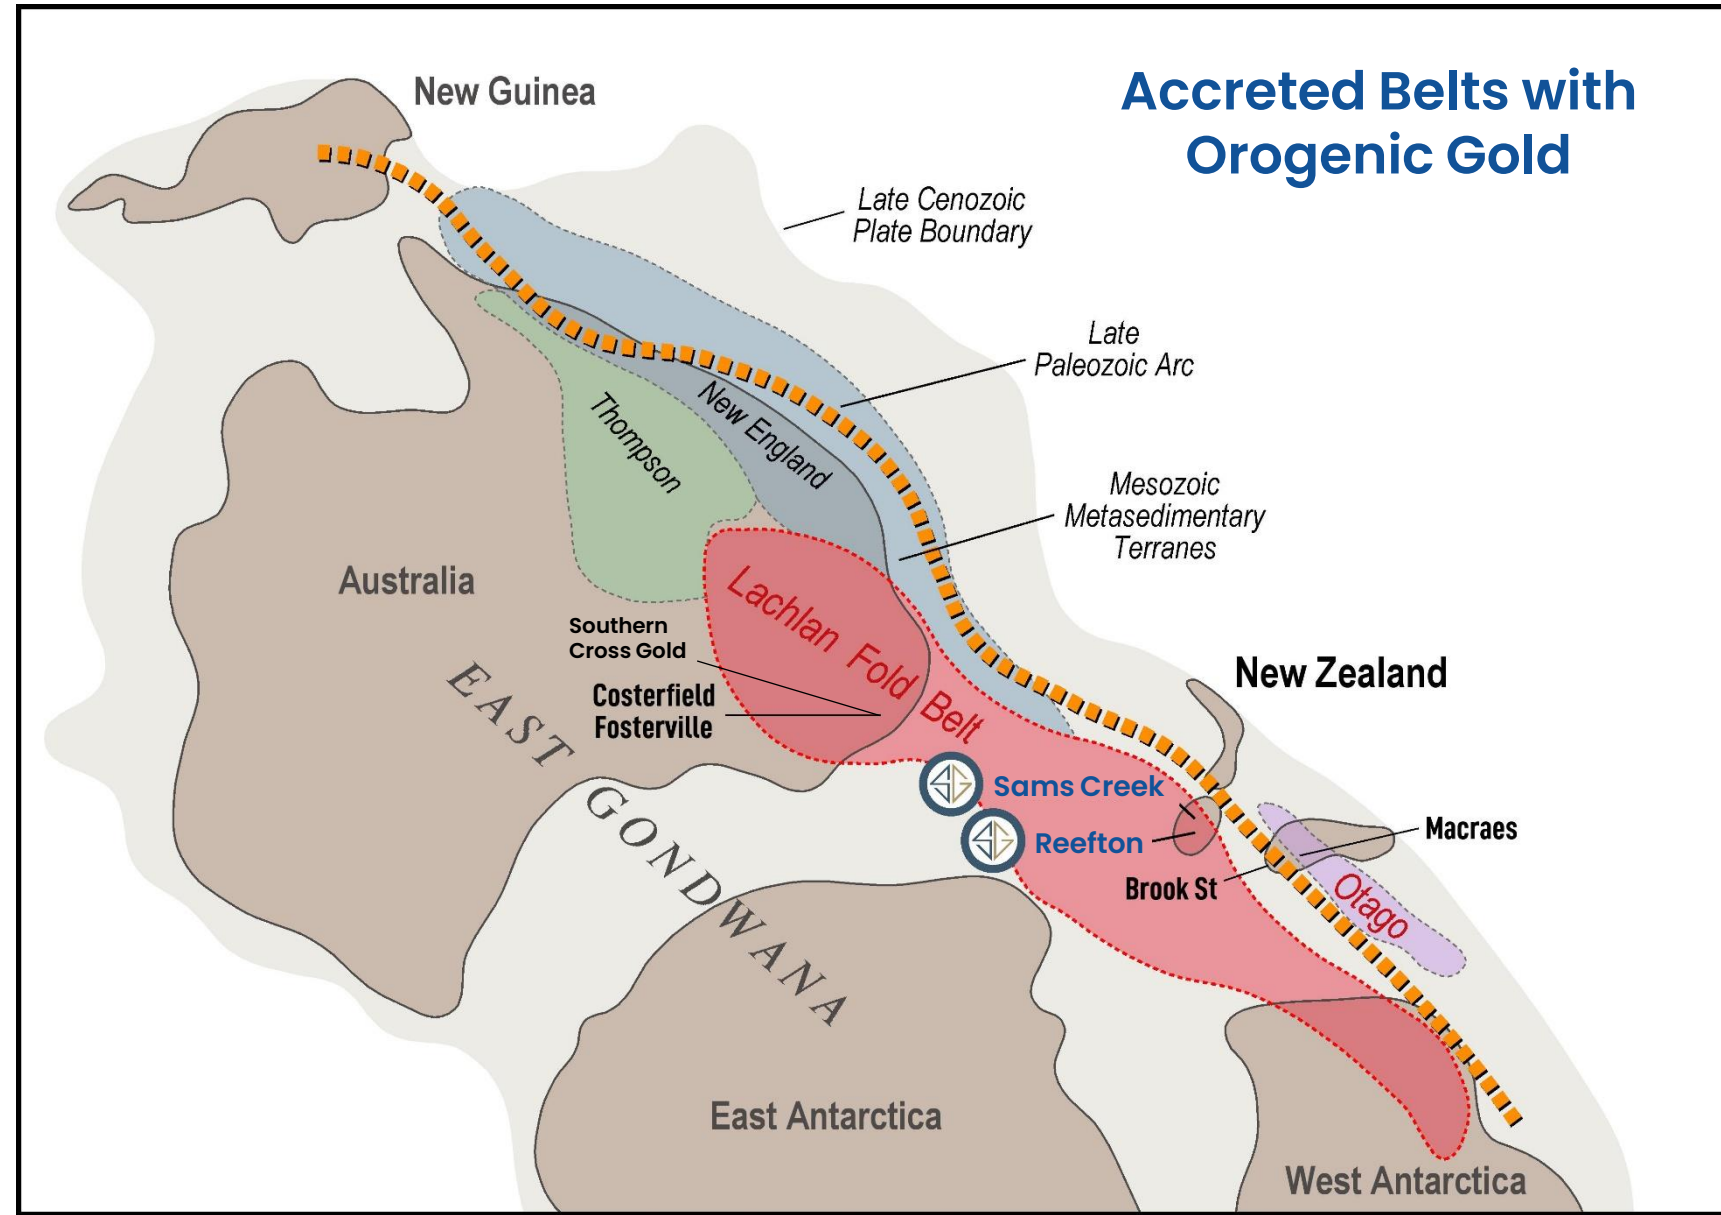 Accreted Belts with
Orogenic Gold
New Guinea
Late Cenozoic
Plate Boundary
Late
Paleozoic Arc
Thompson
New England
Mesozoic
Metasedimentary
Terranes
Australia
Lachlan Fold Belt
Southern
Cross Gold
Costerfield
Fosterville
New Zealand
EAST GONDWANA
SG
Sams Creek
SG
Reefton
Macraes
Brook St
Otago
East Antarctica
West Antarctica